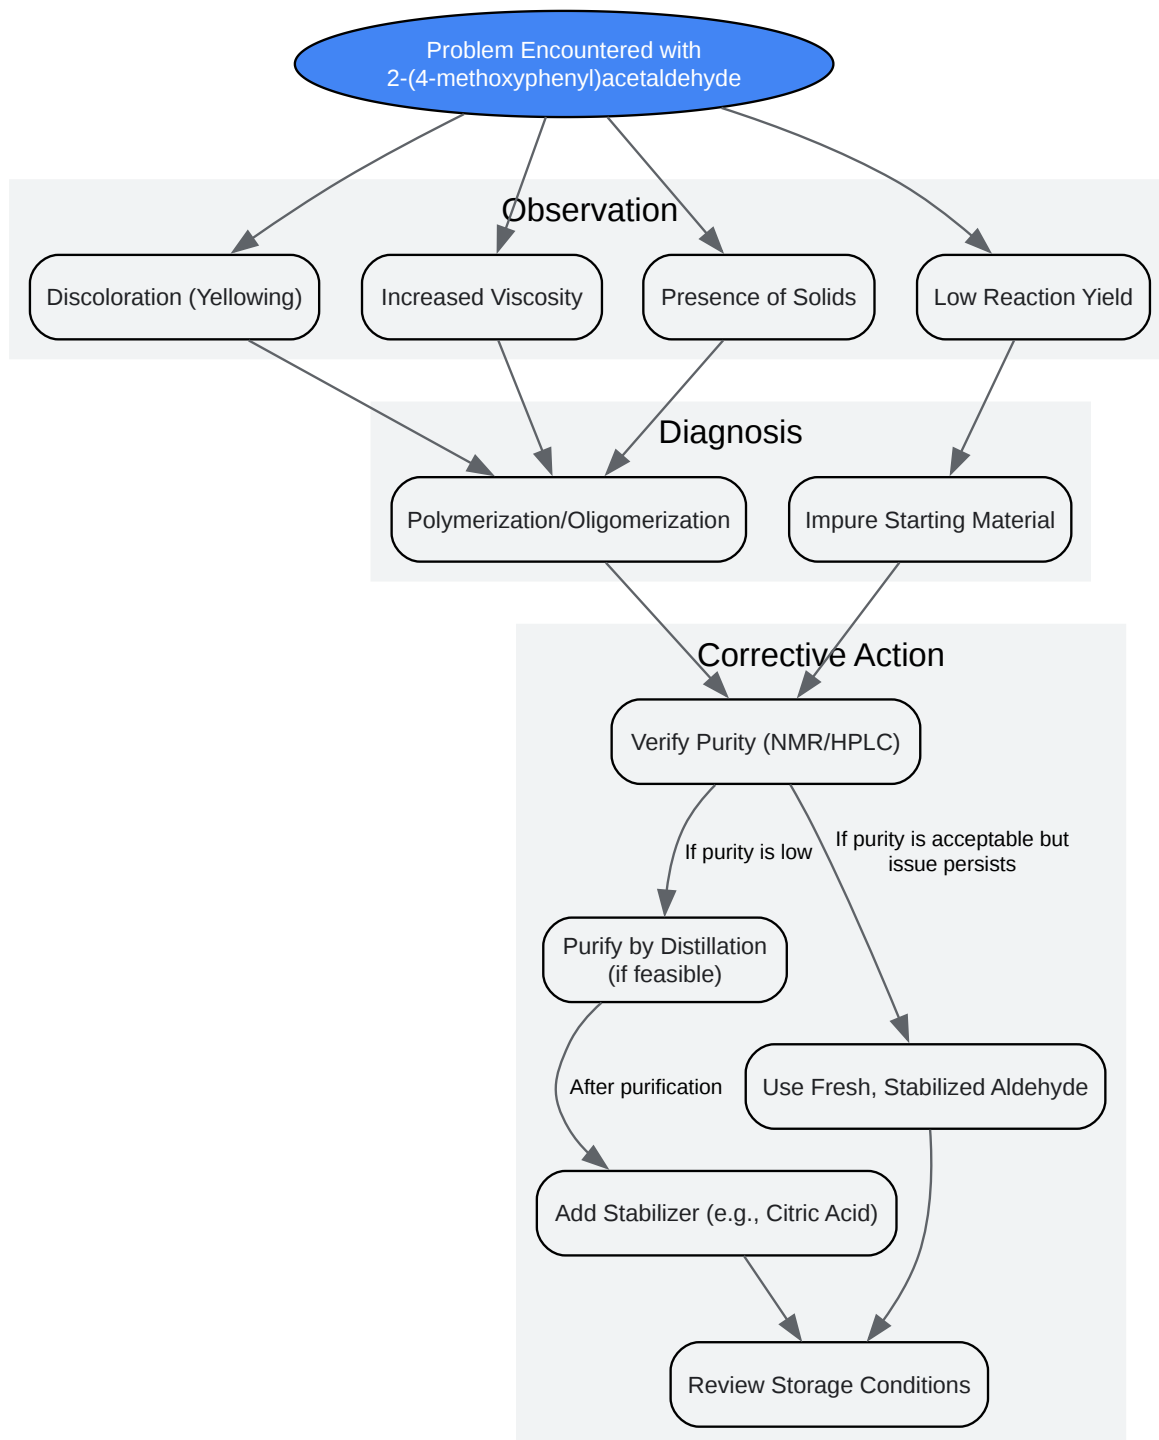 Problem Encountered with
2-(4-methoxyphenyl)acetaldehyde
Observation
Discoloration (Yellowing)
Increased Viscosity
Presence of Solids
Low Reaction Yield
Diagnosis
Polymerization/Oligomerization
Impure Starting Material
Corrective Action
Verify Purity (NMR/HPLC)
If purity is low
If purity is acceptable but
issue persists
Purify by Distillation
(if feasible)
After purification
Use Fresh, Stabilized Aldehyde
Add Stabilizer (e.g., Citric Acid)
Review Storage Conditions